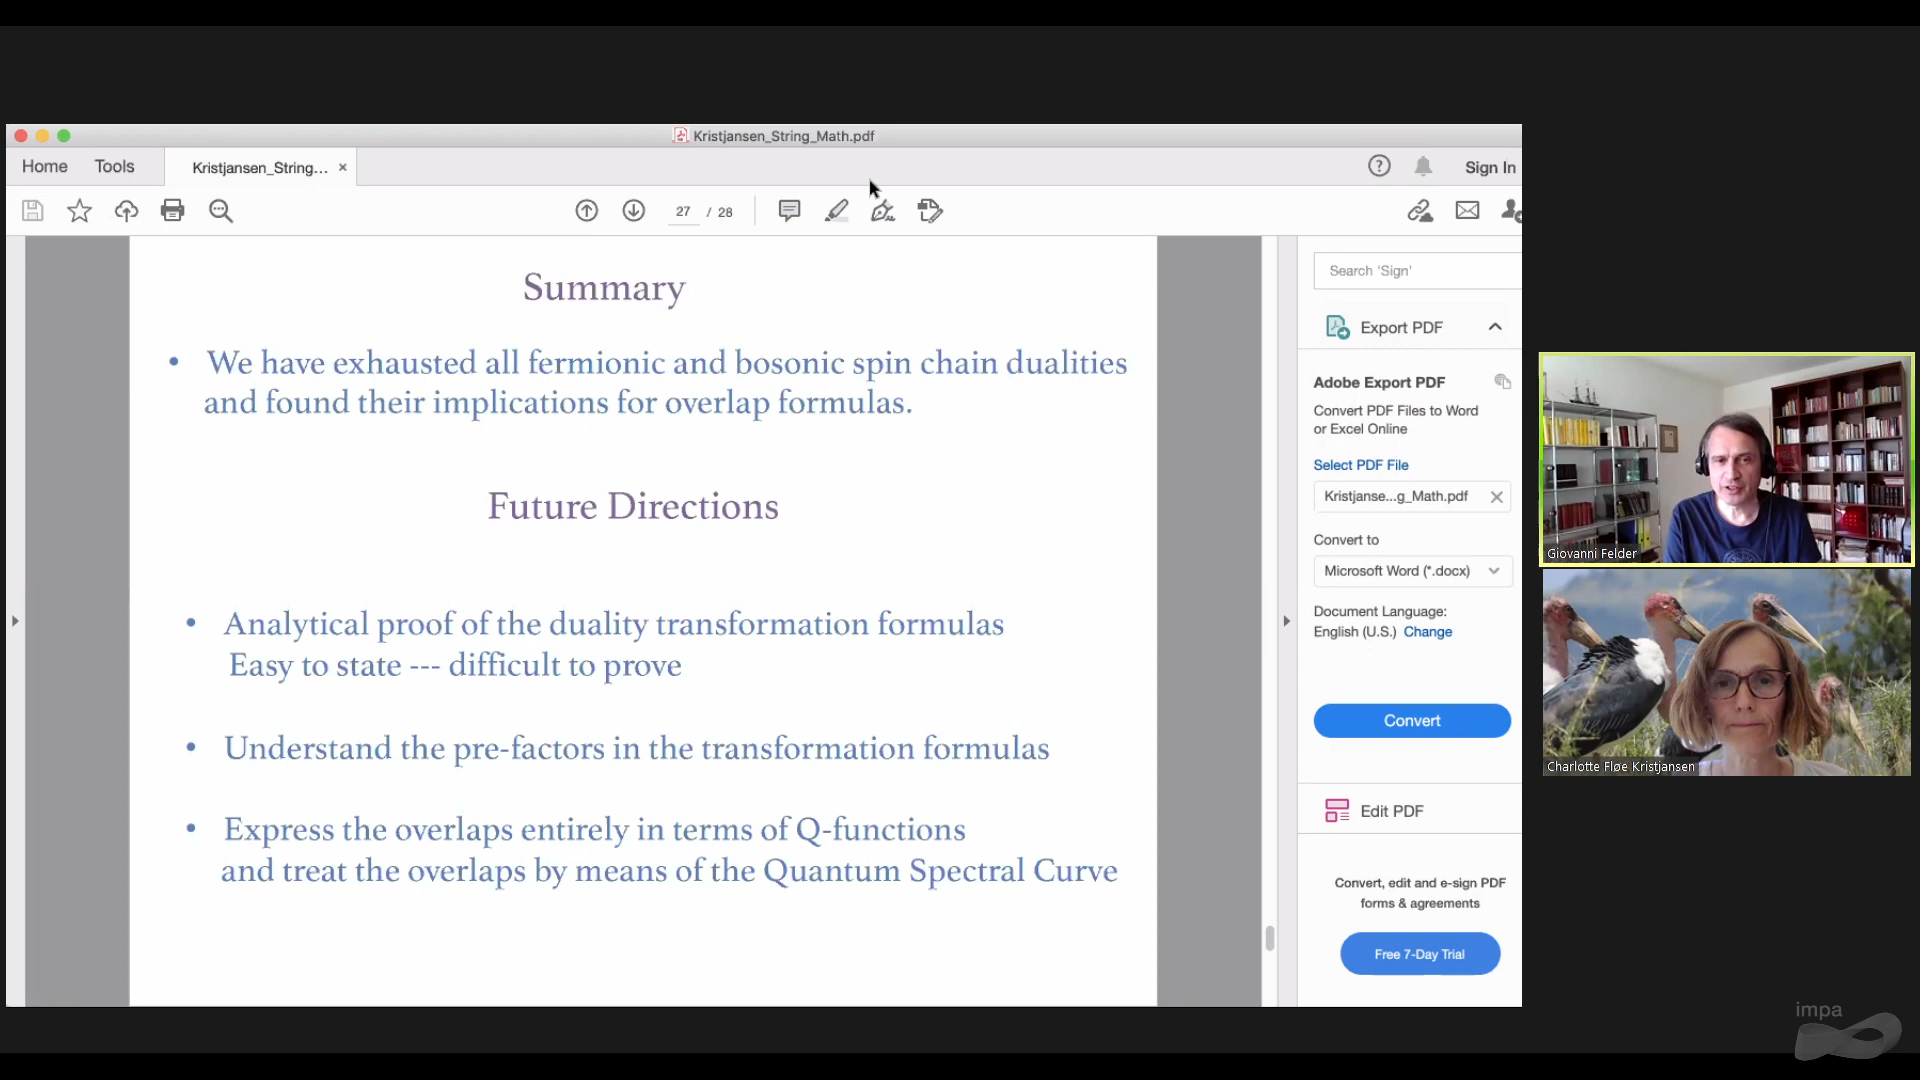 Kristjansen_String_Math.pdf
Home
Tools
Kristjansen_String... ×
Sign In
27 / 28
Summary
• We have exhausted all fermionic and bosonic spin chain dualities
and found their implications for overlap formulas.
Future Directions
• Analytical proof of the duality transformation formulas
Easy to state --- difficult to prove
• Understand the pre-factors in the transformation formulas
• Express the overlaps entirely in terms of Q-functions
and treat the overlaps by means of the Quantum Spectral Curve
Search 'Sign'
Export PDF
Adobe Export PDF
Convert PDF Files to Word
or Excel Online
Select PDF File
Kristjanse...g_Math.pdf
Convert to
Microsoft Word (*.docx)
Document Language:
English (U.S.) Change
Convert
Edit PDF
Convert, edit and e-sign PDF
forms & agreements
Free 7-Day Trial
Giovanni Felder
Charlotte Fløe Kristjansen
impa